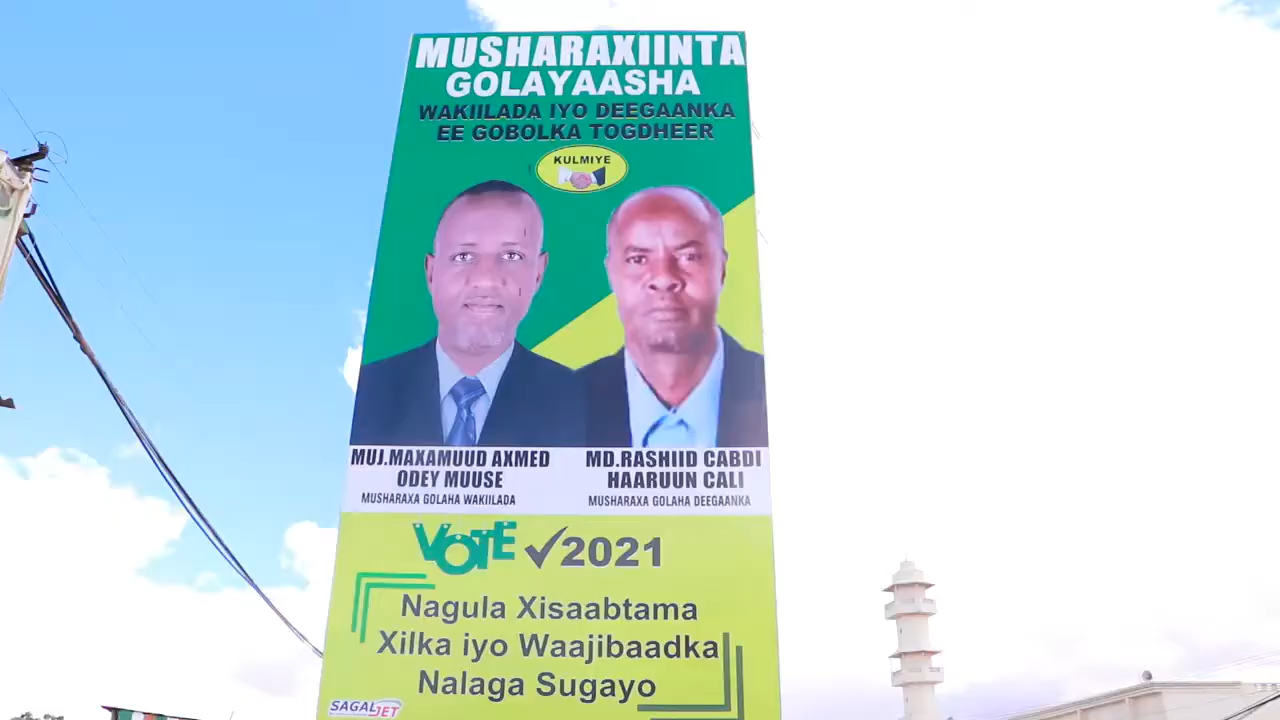 MUSHARAXIINTA
GOLAYAASHA
WAKIILADA IYO DEEGAANKA
EE GOBOLKA TOGDHEER
KULMIYE
MUJ.MAXAMUUD AXMED
ODEY MUUSE
MUSHARAXA GOLAHA WAKIILADA
MD.RASHIID CABDI
HAARUUN CALI
MUSHARAXA GOLAHA DEEGAANKA
VOTE ✓2021
Nagula Xisaabtama
Xilka iyo Waajibaadka
Nalaga Sugayo
SAGALJET